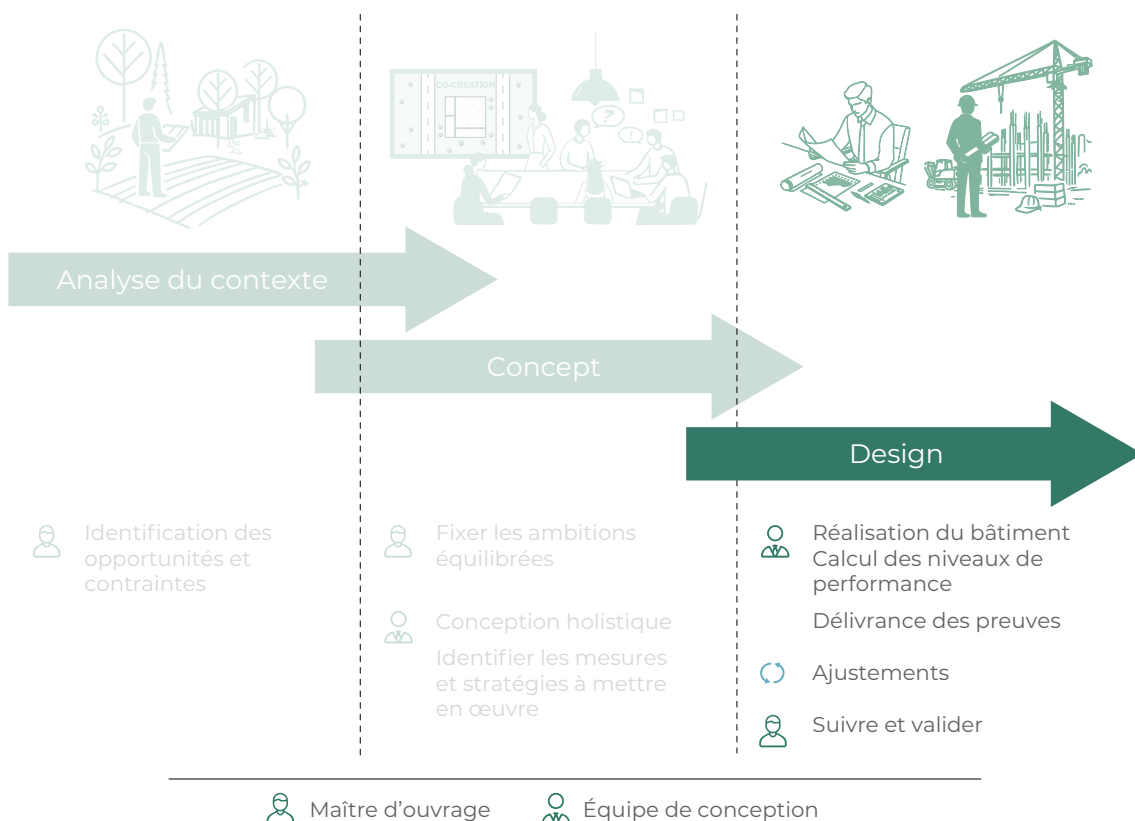 CO-CREATION
?
!
Analyse du contexte
Concept
Design
Identification des
opportunités et
contraintes
Fixer les ambitions
équilibrées
Conception holistique
Identifier les mesures
et stratégies à mettre
en œuvre
Réalisation du bâtiment
Calcul des niveaux de
performance
Délivrance des preuves
Ajustements
Suivre et valider
Maître d’ouvrage
Équipe de conception